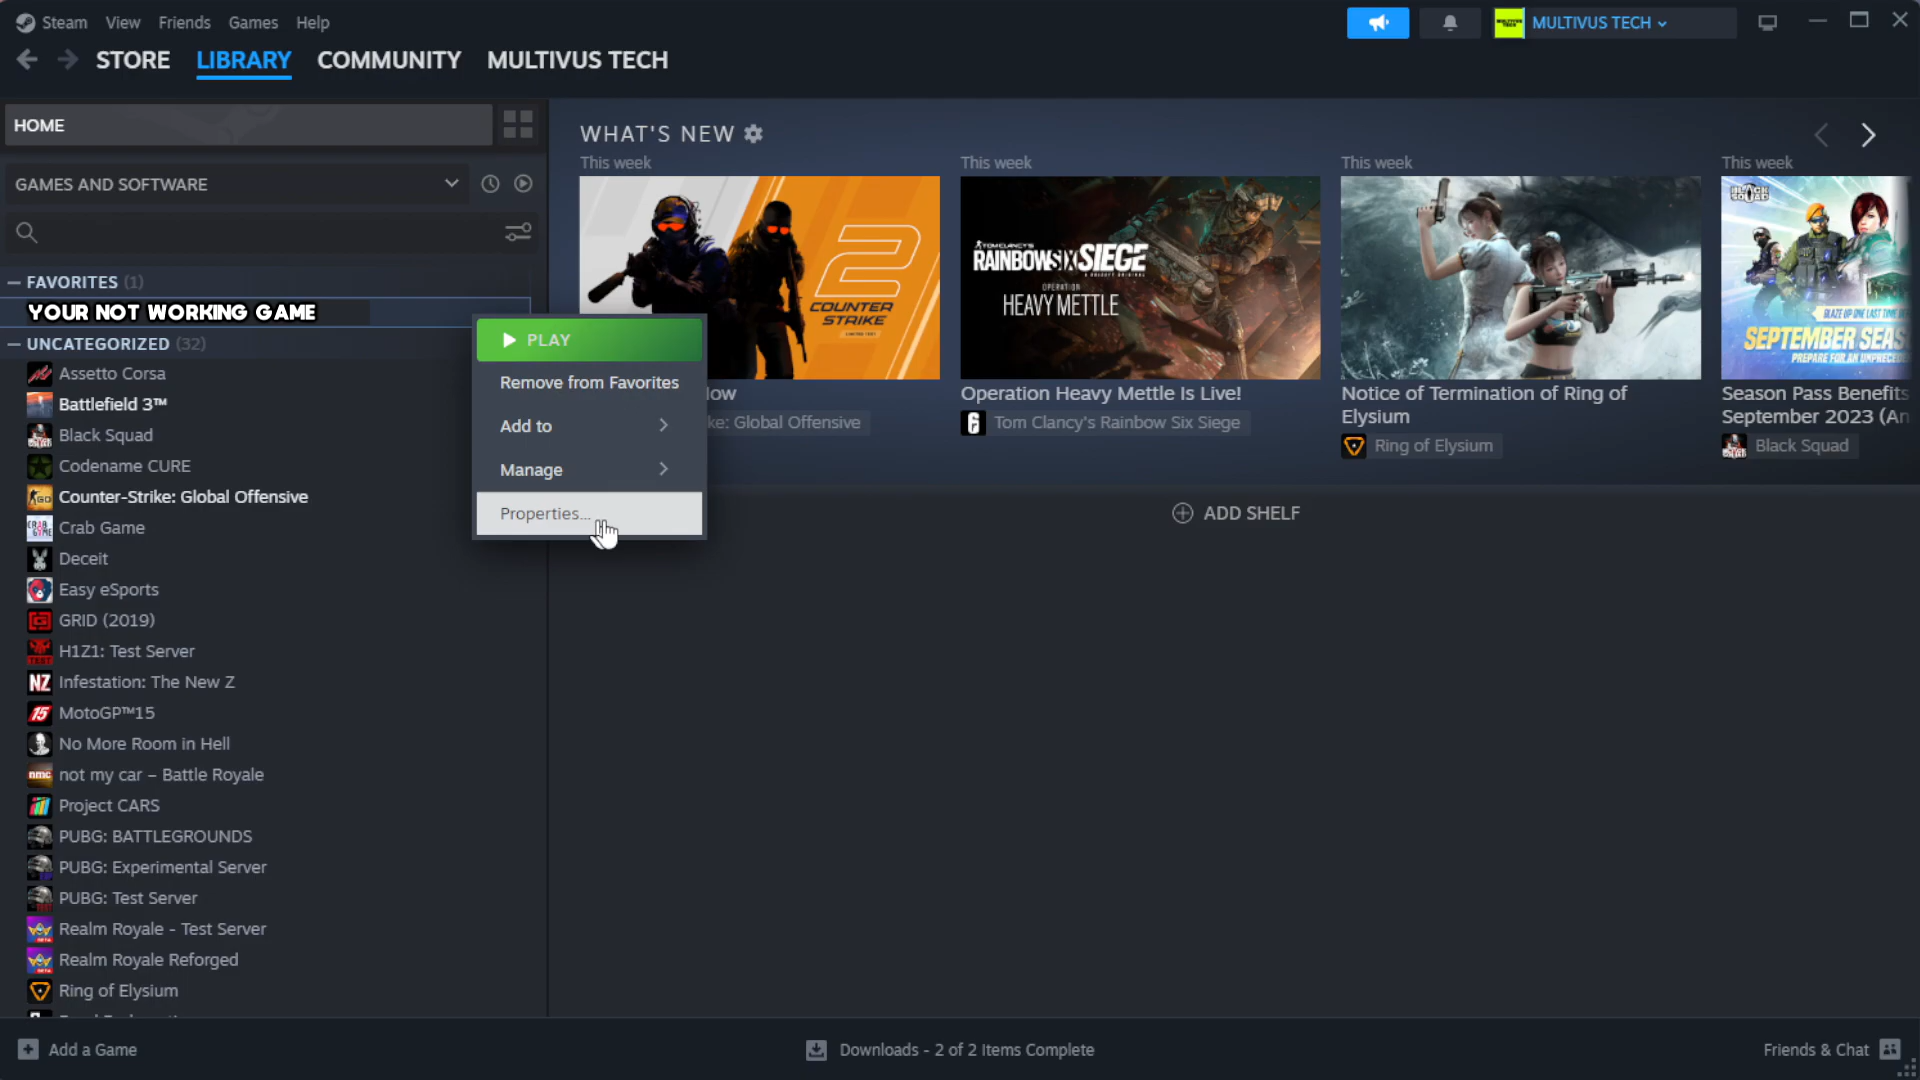 Steam View Friends Games Help
MULTIVUS TECH
STORE LIBRARY COMMUNITY MULTIVUS TECH
HOME
GAMES AND SOFTWARE
FAVORITES (1)
YOUR NOT WORKING GAME
UNCATEGORIZED (32)
Assetto Corsa
Battlefield 3™
Black Squad
Codename CURE
Counter-Strike: Global Offensive
Crab Game
Deceit
Easy eSports
GRID (2019)
H1Z1: Test Server
Infestation: The New Z
MotoGP™15
No More Room in Hell
not my car – Battle Royale
Project CARS
PUBG: BATTLEGROUNDS
PUBG: Experimental Server
PUBG: Test Server
Realm Royale - Test Server
Realm Royale Reforged
Ring of Elysium
PLAY
Remove from Favorites
Add to
Manage
Properties...
WHAT'S NEW
This week
2
COUNTER
STRIKE
ke: Global Offensive
This week
TOM CLANCY'S
RAINBOW SIX SIEGE
OPERATION
HEAVY METTLE
Operation Heavy Mettle Is Live!
Tom Clancy's Rainbow Six Siege
This week
Notice of Termination of Ring of
Elysium
Ring of Elysium
This week
BLACK
SQUAD
BLAZE UP ONE LAST TIME
SEPTEMBER SEAS
PREPARE FOR AN UNPRECEDE
Season Pass Benefits
September 2023 (An
Black Squad
ADD SHELF
Add a Game
Downloads - 2 of 2 Items Complete
Friends & Chat